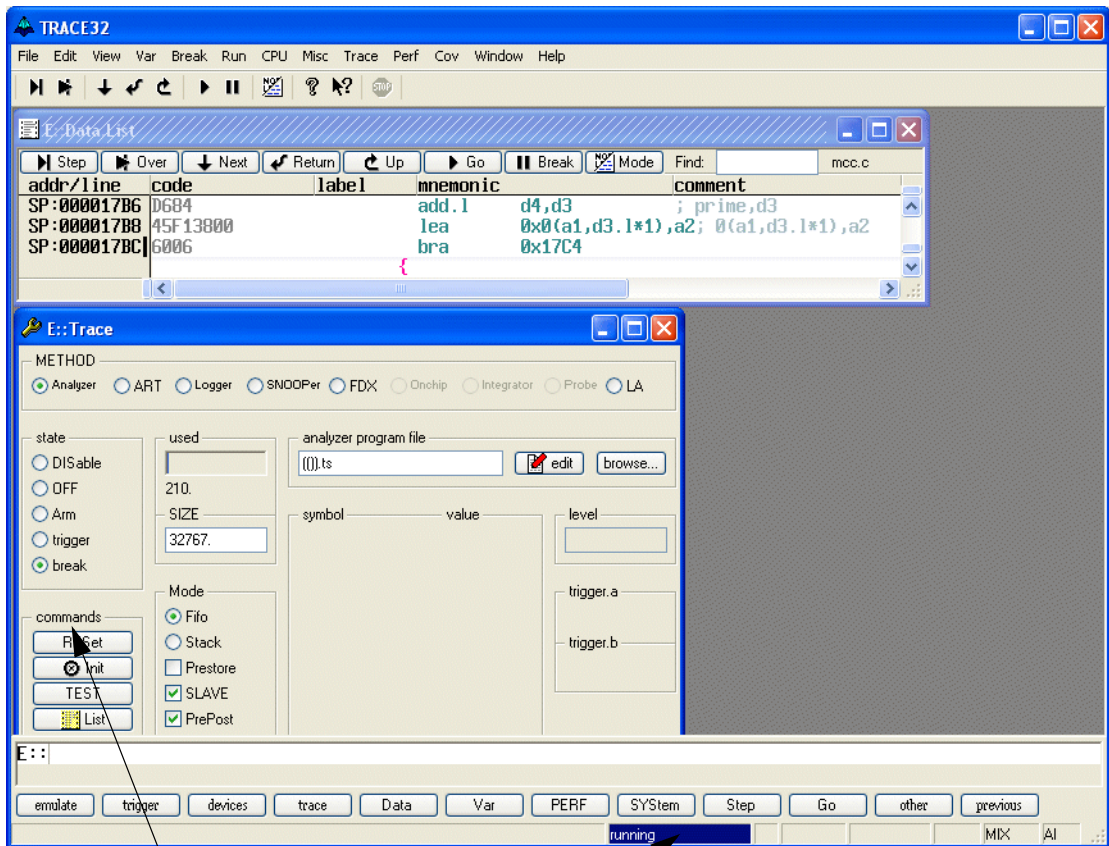 TRACE32
File Edit View Var Break Run CPU Misc Trace Perf Cov Window Help
E::Data.List
Step Over Next Return Up Go Break Mode Find: mcc.c
addr/line code label mnemonic comment
SP:000017B6 D684 add.l d4,d3 ; prime,d3
SP:000017B8 45F13800 lea 0x0(a1,d3.l*1),a2; 0(a1,d3.l*1),a2
SP:000017BC 6006 bra 0x17C4
{
E::Trace
METHOD
Analyzer ART Logger SNOOPer FDX Onchip Integrator Probe LA
state used analyzer program file
DISable (()).ts edit browse...
OFF 210.
Arm SIZE symbol value level
trigger 32767.
break
Mode trigger.a
commands Fifo
ReSet Stack trigger.b
Init Prestore
TEST SLAVE
List PrePost
E::
emulate trigger devices trace Data Var PERF SYStem Step Go other previous
running MIX AI